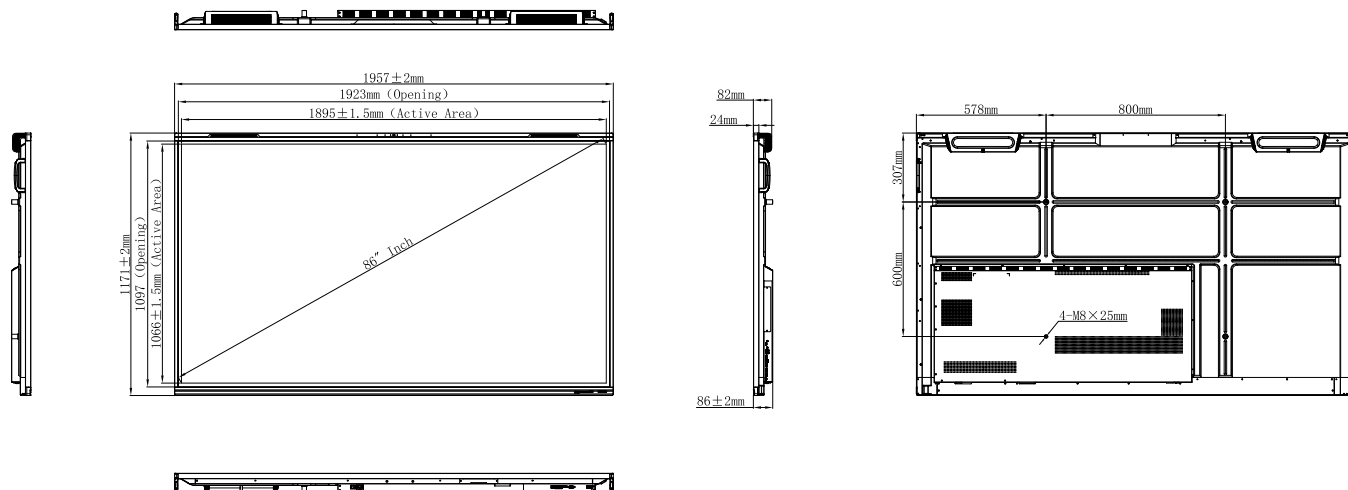 1957±2mm
1923mm (Opening)
1895±1.5mm (Active Area)
1171±2mm
1097 (Opening)
1066±1.5mm (Active Area)
86" Inch
82mm
24mm
86±2mm
578mm
800mm
307mm
600mm
4-M8×25mm